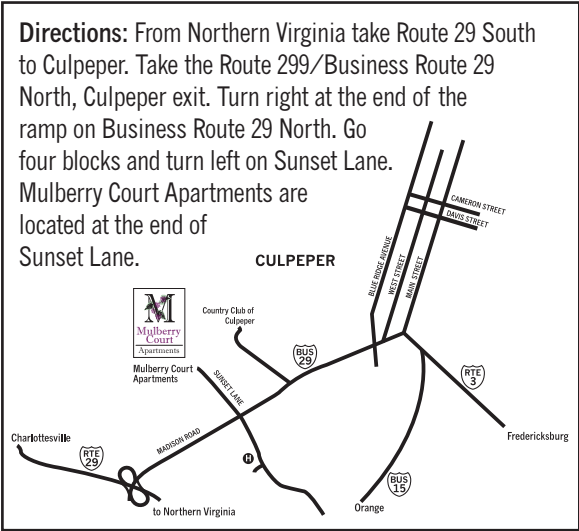 Directions: From Northern Virginia take Route 29 South
to Culpeper. Take the Route 299/Business Route 29
North, Culpeper exit. Turn right at the end of the
ramp on Business Route 29 North. Go
four blocks and turn left on Sunset Lane.
Mulberry Court Apartments are
located at the end of
Sunset Lane.
CULPEPER
BLUE RIDGE AVENUE
WEST STREET
MAIN STREET
CAMERON STREET
DAVIS STREET
M
Mulberry
Court
Apartments
Country Club of
Culpeper
BUS
29
Mulberry Court
Apartments
SUNSET LANE
RTE
3
Fredericksburg
MADISON ROAD
Charlottesville
RTE
29
H
BUS
15
to Northern Virginia
Orange